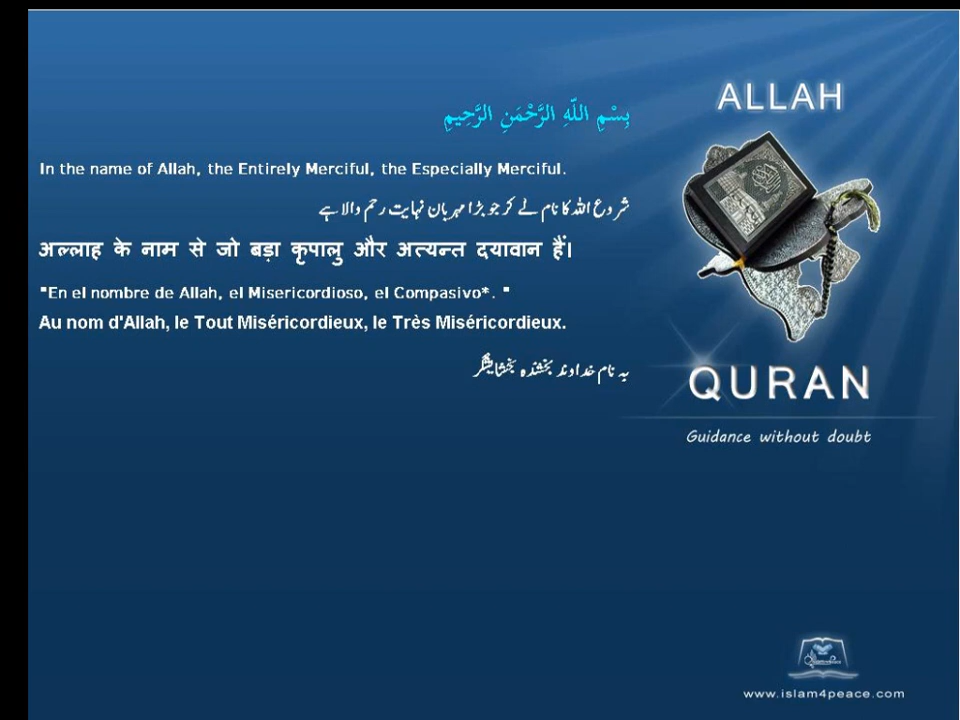 بِسْمِ اللَّهِ الرَّحْمَنِ الرَّحِيمِ
In the name of Allah, the Entirely Merciful, the Especially Merciful.
شروع الله کا نام لے کر جو بڑا مہربان نہایت رحم والا ہے
अल्लाह के नाम से जो बड़ा कृपालु और अत्यन्त दयावान हैं।
"En el nombre de Allah, el Misericordioso, el Compasivo*. "
Au nom d'Allah, le Tout Miséricordieux, le Très Miséricordieux.
به نام خداوند بخشنده بخشایشگر
ALLAH
QURAN
Guidance without doubt
www.islam4peace.com